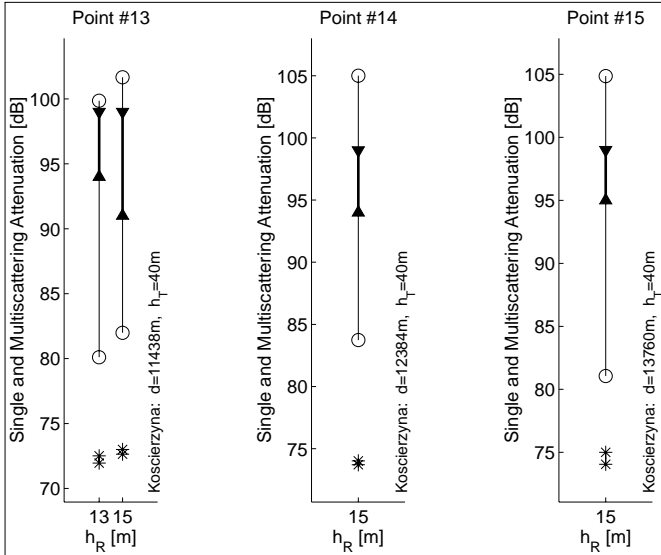 Point #13
Single and Multiscattering Attenuation [dB]
100
95
90
85
80
75
70
13 15
h_R [m]
Koscierzyna: d=11438m, h_T=40m
Point #14
Single and Multiscattering Attenuation [dB]
105
100
95
90
85
80
75
15
h_R [m]
Koscierzyna: d=12384m, h_T=40m
Point #15
Single and Multiscattering Attenuation [dB]
105
100
95
90
85
80
75
15
h_R [m]
Koscierzyna: d=13760m, h_T=40m